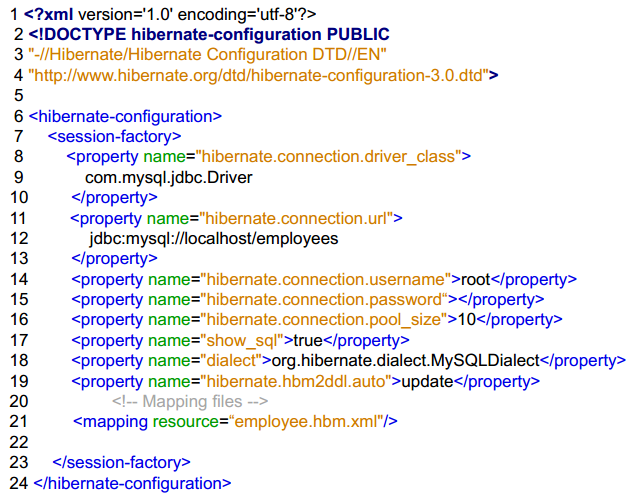 1 <?xml version='1.0' encoding='utf-8'?>
2 <!DOCTYPE hibernate-configuration PUBLIC
3 "-//Hibernate/Hibernate Configuration DTD//EN"
4 "http://www.hibernate.org/dtd/hibernate-configuration-3.0.dtd">
5
6 <hibernate-configuration>
7 <session-factory>
8 <property name="hibernate.connection.driver_class">
9 com.mysql.jdbc.Driver
10 </property>
11 <property name="hibernate.connection.url">
12 jdbc:mysql://localhost/employees
13 </property>
14 <property name="hibernate.connection.username">root</property>
15 <property name="hibernate.connection.password“></property>
16 <property name="hibernate.connection.pool_size">10</property>
17 <property name="show_sql">true</property>
18 <property name="dialect">org.hibernate.dialect.MySQLDialect</property>
19 <property name="hibernate.hbm2ddl.auto">update</property>
20 <!-- Mapping files -->
21 <mapping resource=“employee.hbm.xml"/>
22
23 </session-factory>
24 </hibernate-configuration>